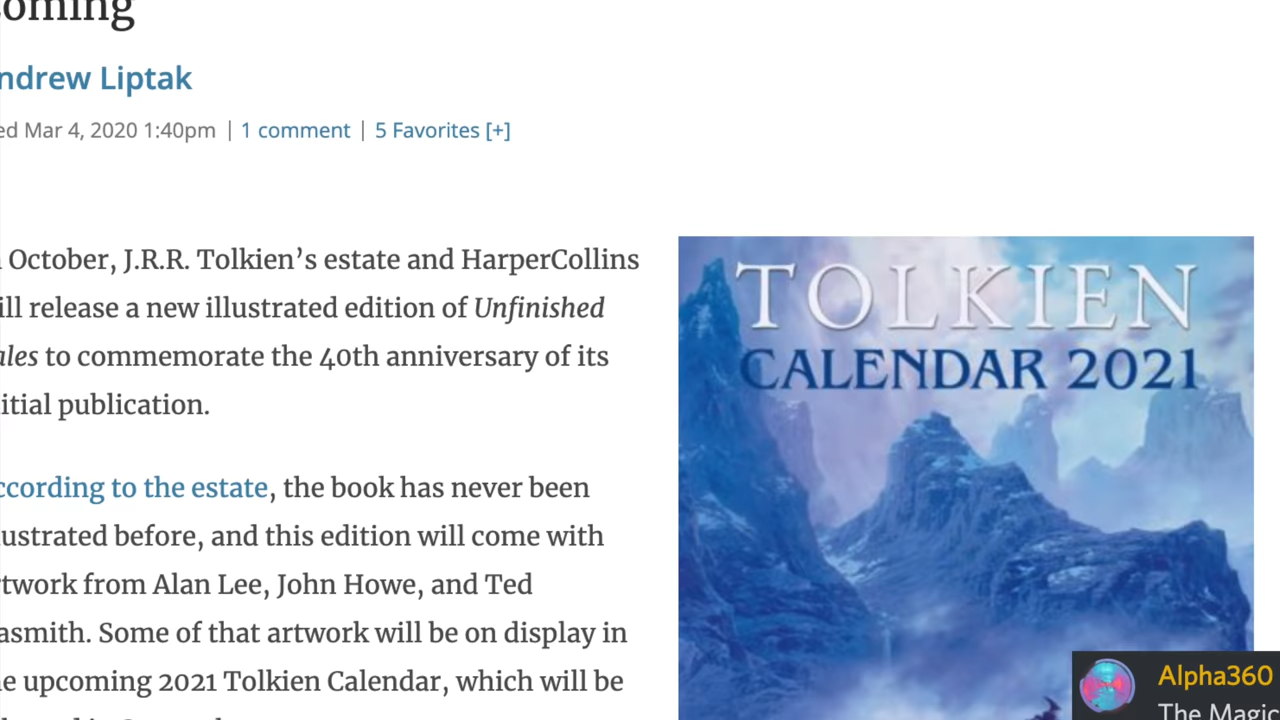 oming
ndrew Liptak
ed Mar 4, 2020 1:40pm | 1 comment | 5 Favorites [+]
October, J.R.R. Tolkien’s estate and HarperCollins
ill release a new illustrated edition of Unfinished
ales to commemorate the 40th anniversary of its
itial publication.
ccording to the estate, the book has never been
ustrated before, and this edition will come with
twork from Alan Lee, John Howe, and Ted
asmith. Some of that artwork will be on display in
e upcoming 2021 Tolkien Calendar, which will be
TOLKIEN
CALENDAR 2021
Alpha360
The Magic